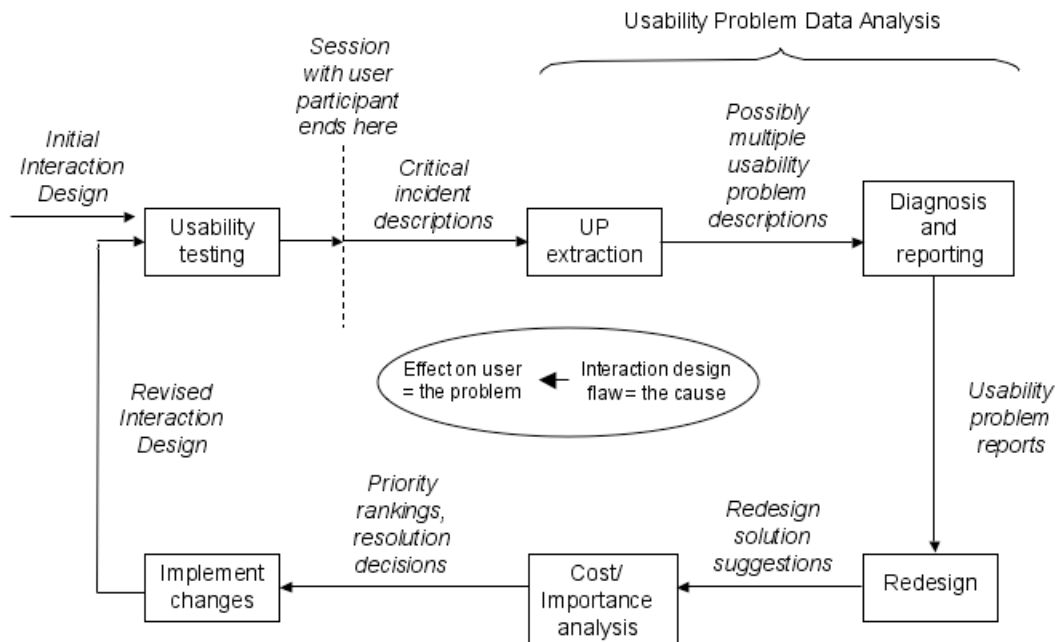 Usability Problem Data Analysis
Session
with user
participant
ends here
Initial
Interaction
Design
Critical
incident
descriptions
Possibly
multiple
usability
problem
descriptions
Usability
testing
UP
extraction
Diagnosis
and
reporting
Effect on user
= the problem
Interaction design
flaw= the cause
Revised
Interaction
Design
Usability
problem
reports
Priority
rankings,
resolution
decisions
Redesign
solution
suggestions
Implement
changes
Cost/
Importance
analysis
Redesign